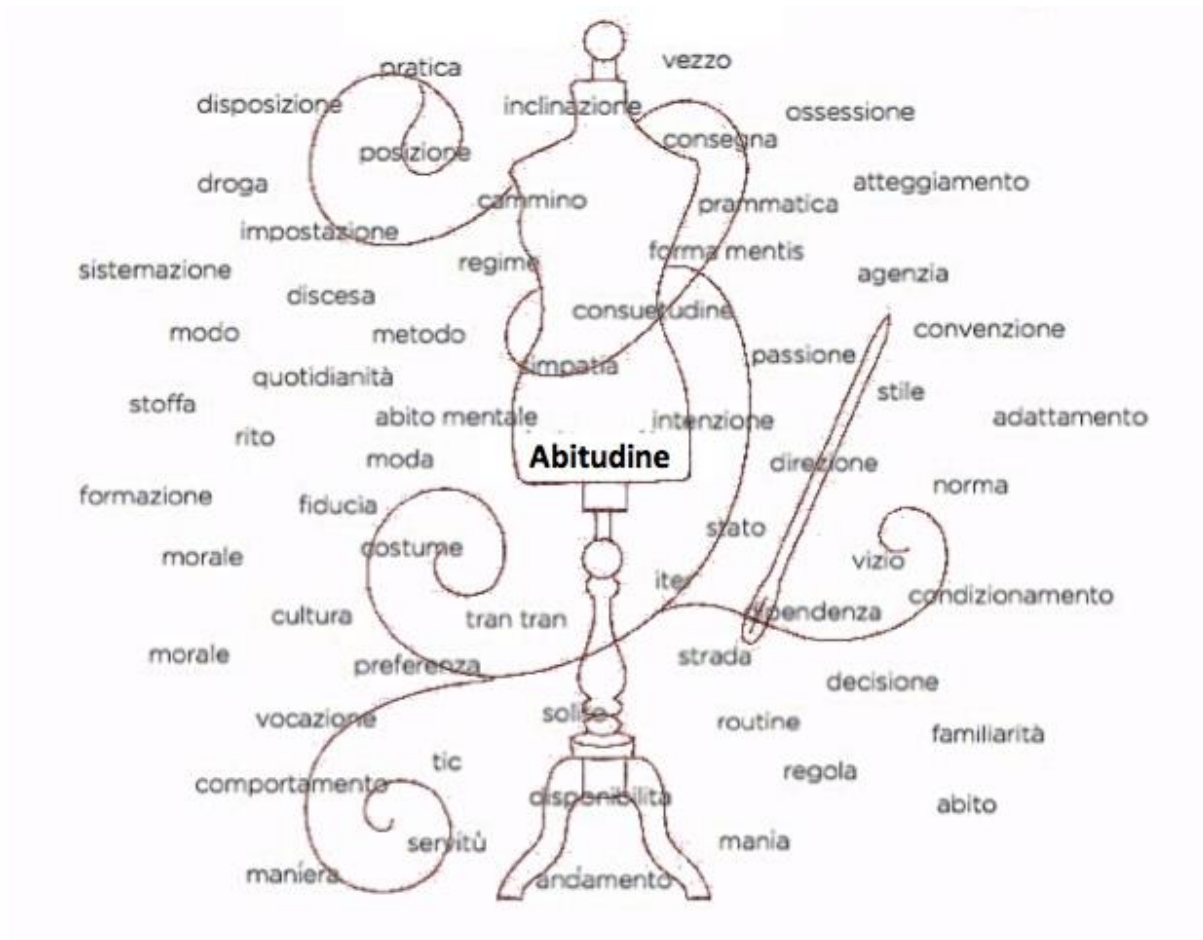 vezzo
pratica
disposizione
inclinazione
ossessione
consegna
posizione
droga
atteggiamento
cammino
prammatica
impostazione
forma mentis
regime
sistemazione
agenzia
discesa
consuetudine
modo
metodo
convenzione
passione
impatia
quotidianità
stile
stoffa
abito mentale
intenzione
adattamento
rito
moda
Abitudine
direzione
norma
formazione
fiducia
stato
costume
morale
vizio
iter
condizionamento
cultura
tran tran
dipendenza
morale
preferenza
strada
decisione
vocazione
solito
routine
familiarità
tic
regola
comportamento
disponibilità
abito
servitù
mania
maniera
andamento